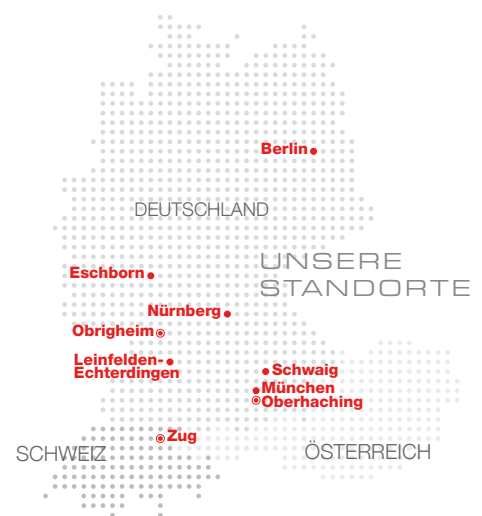 Berlin
DEUTSCHLAND
UNSERE
STANDORTE
Eschborn
Nürnberg
Obrigheim
Leinfelden-
Echterdingen
Schwaig
München
Oberhaching
Zug
SCHWEIZ
ÖSTERREICH